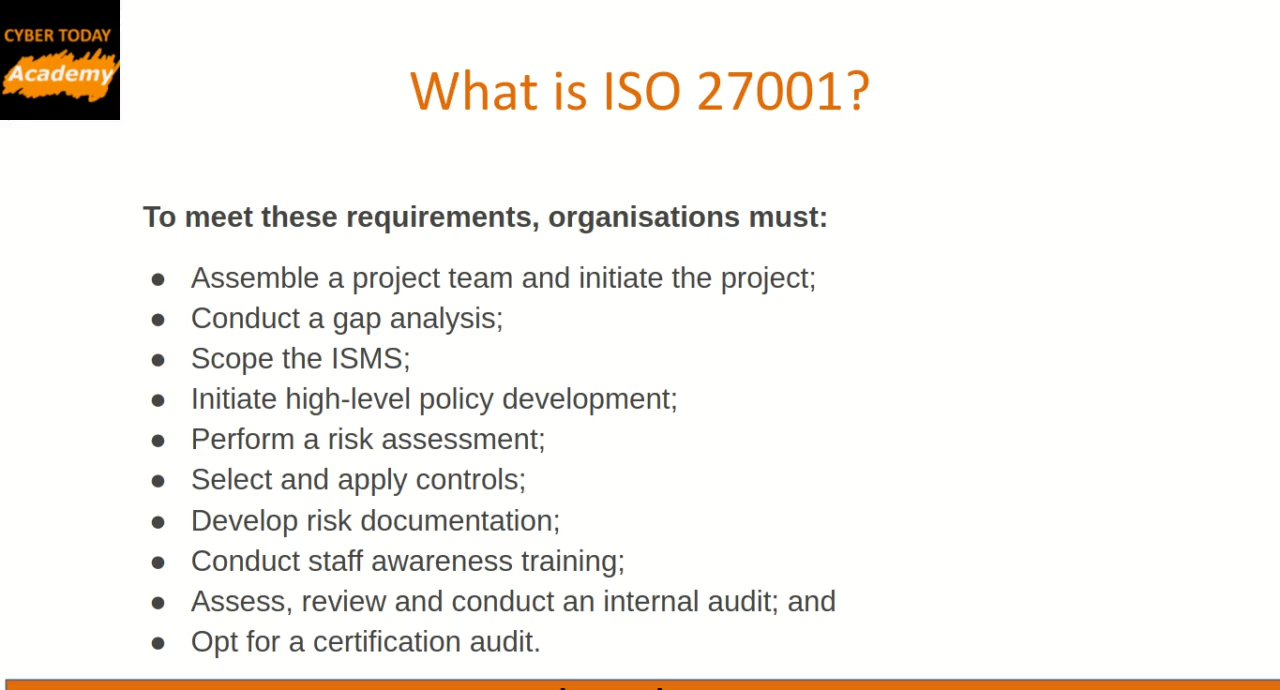 CYBER TODAY
Academy
What is ISO 27001?
To meet these requirements, organisations must:
● Assemble a project team and initiate the project;
● Conduct a gap analysis;
● Scope the ISMS;
● Initiate high-level policy development;
● Perform a risk assessment;
● Select and apply controls;
● Develop risk documentation;
● Conduct staff awareness training;
● Assess, review and conduct an internal audit; and
● Opt for a certification audit.